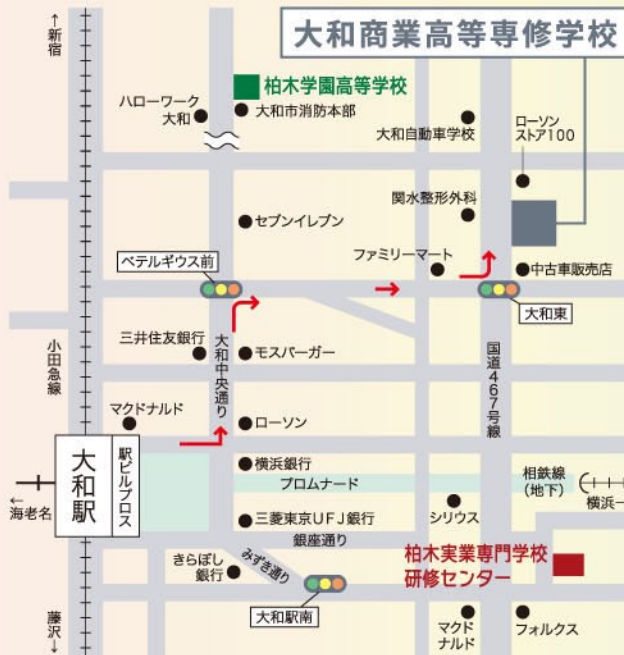 ↑新宿
大和商業高等専修学校
柏木学園高等学校
ハローワーク
大和
大和市消防本部
大和自動車学校
ローソン
ストア100
関水整形外科
セブンイレブン
ファミリーマート
中古車販売店
ベテルギウス前
大和東
三井住友銀行
大和中央通り
モスバーガー
国道467号線
小田急線
マクドナルド
ローソン
大和駅
駅ビルプロス
横浜銀行
プロムナード
相鉄線
(地下)
←
海老名
横浜→
シリウス
三菱東京UFJ銀行
銀座通り
きらぼし
銀行
みずき通り
柏木実業専門学校
研修センター
大和駅南
マクド
ナルド
フォルクス
藤沢↓